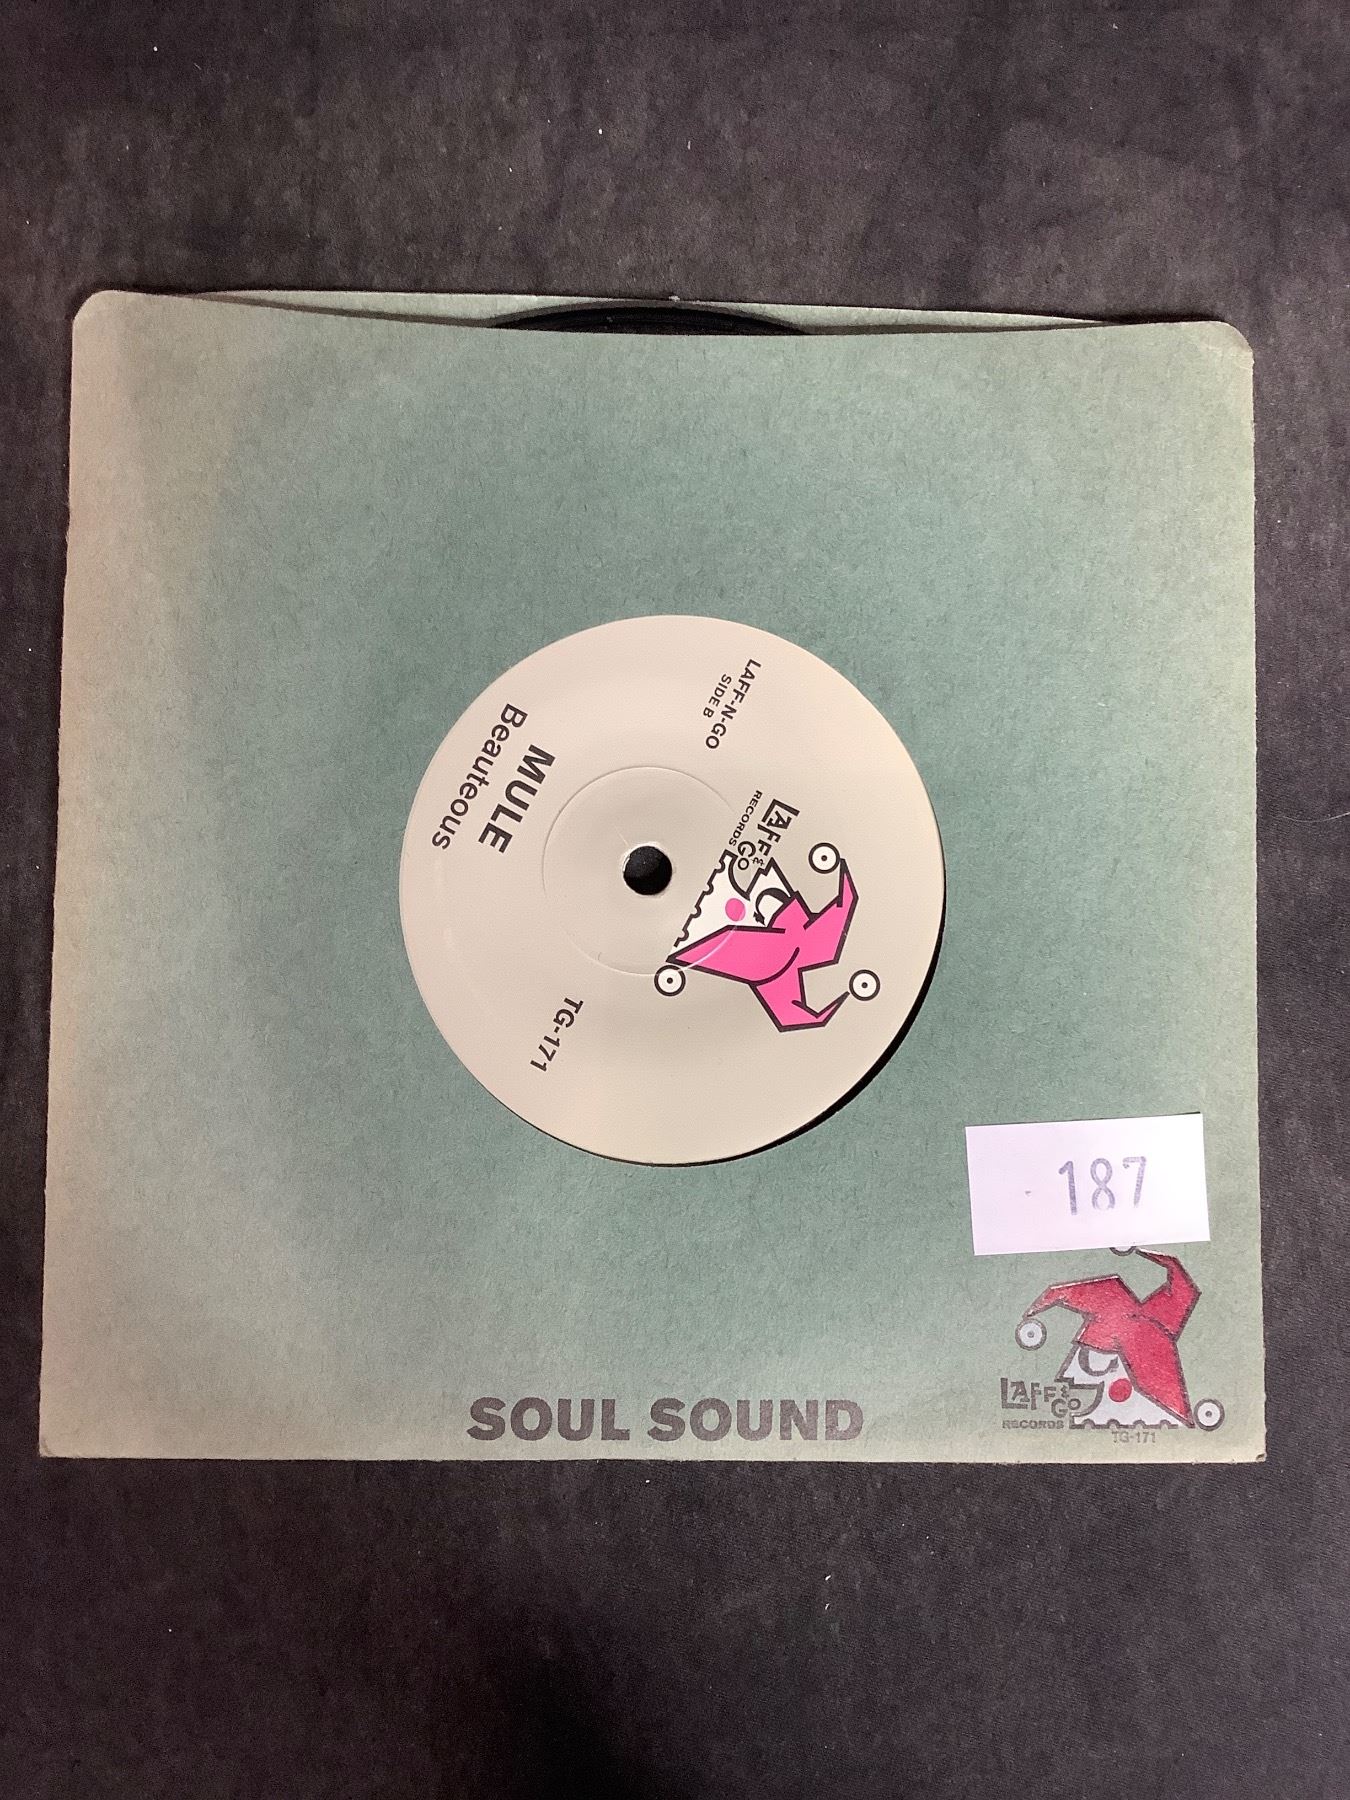 LAFF-N-GO
SIDE B
LAFF &
GO
RECORDS
MULE
Beauteous
TG-171
187
LAFF &
GO
RECORDS
TG-171
SOUL SOUND